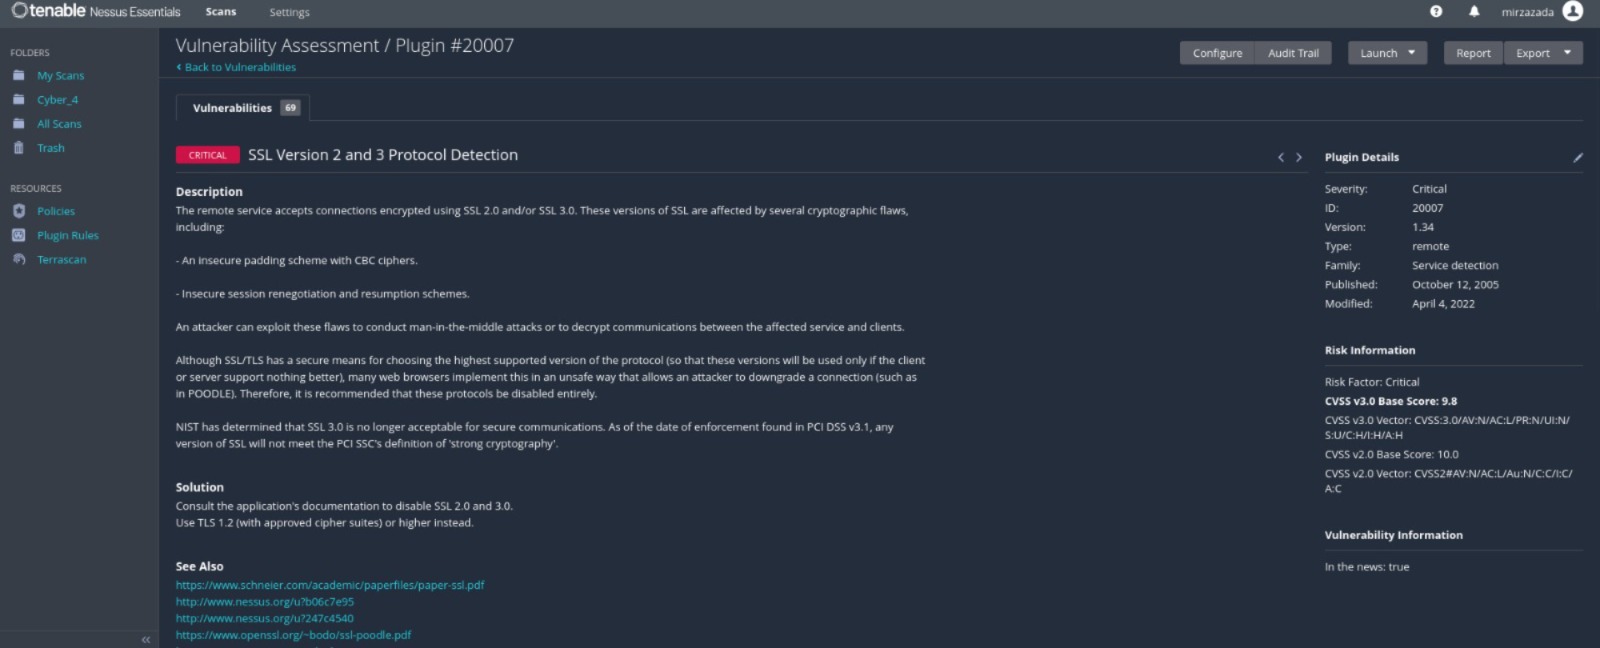 tenable Nessus Essentials Scans Settings mirzazada
FOLDERS
My Scans
Cyber_4
All Scans
Trash
RESOURCES
Policies
Plugin Rules
Terrascan
Vulnerability Assessment / Plugin #20007
Back to Vulnerabilities
Configure Audit Trail Launch Report Export
Vulnerabilities 69
CRITICAL SSL Version 2 and 3 Protocol Detection
Description
The remote service accepts connections encrypted using SSL 2.0 and/or SSL 3.0. These versions of SSL are affected by several cryptographic flaws,
including:
- An insecure padding scheme with CBC ciphers.
- Insecure session renegotiation and resumption schemes.
An attacker can exploit these flaws to conduct man-in-the-middle attacks or to decrypt communications between the affected service and clients.
Although SSL/TLS has a secure means for choosing the highest supported version of the protocol (so that these versions will be used only if the client
or server support nothing better), many web browsers implement this in an unsafe way that allows an attacker to downgrade a connection (such as
in POODLE). Therefore, it is recommended that these protocols be disabled entirely.
NIST has determined that SSL 3.0 is no longer acceptable for secure communications. As of the date of enforcement found in PCI DSS v3.1, any
version of SSL will not meet the PCI SSC's definition of 'strong cryptography'.
Solution
Consult the application's documentation to disable SSL 2.0 and 3.0.
Use TLS 1.2 (with approved cipher suites) or higher instead.
See Also
https://www.schneier.com/academic/paperfiles/paper-ssl.pdf
http://www.nessus.org/u?b06c7e95
http://www.nessus.org/u?247c4540
https://www.openssl.org/~bodo/ssl-poodle.pdf
Plugin Details
Severity: Critical
ID: 20007
Version: 1.34
Type: remote
Family: Service detection
Published: October 12, 2005
Modified: April 4, 2022
Risk Information
Risk Factor: Critical
CVSS v3.0 Base Score: 9.8
CVSS v3.0 Vector: CVSS:3.0/AV:N/AC:L/PR:N/UI:N/
S:U/C:H/I:H/A:H
CVSS v2.0 Base Score: 10.0
CVSS v2.0 Vector: CVSS2#AV:N/AC:L/Au:N/C:C/I:C/
A:C
Vulnerability Information
In the news: true